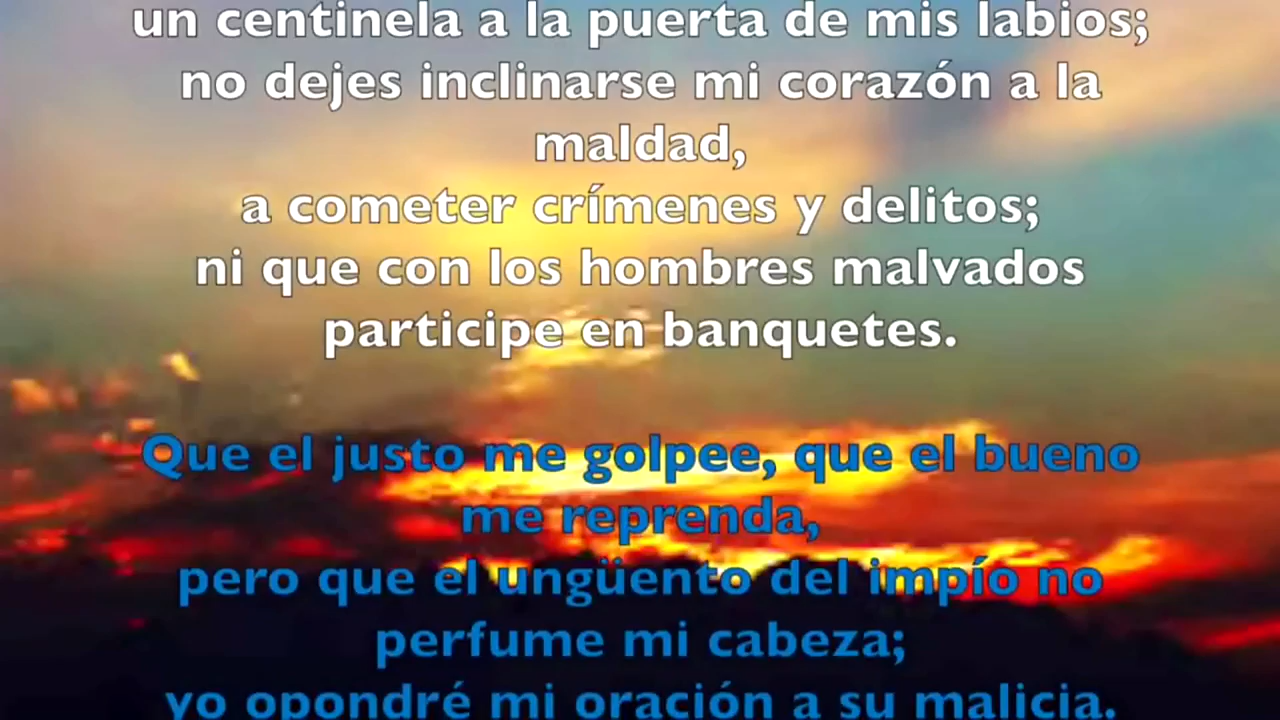 un centinela a la puerta de mis labios;
no dejes inclinarse mi corazón a la
maldad,
a cometer crímenes y delitos;
ni que con los hombres malvados
participe en banquetes.
Que el justo me golpee, que el bueno
me reprenda,
pero que el ungüento del impío no
perfume mi cabeza;
yo opondré mi oración a su malicia.